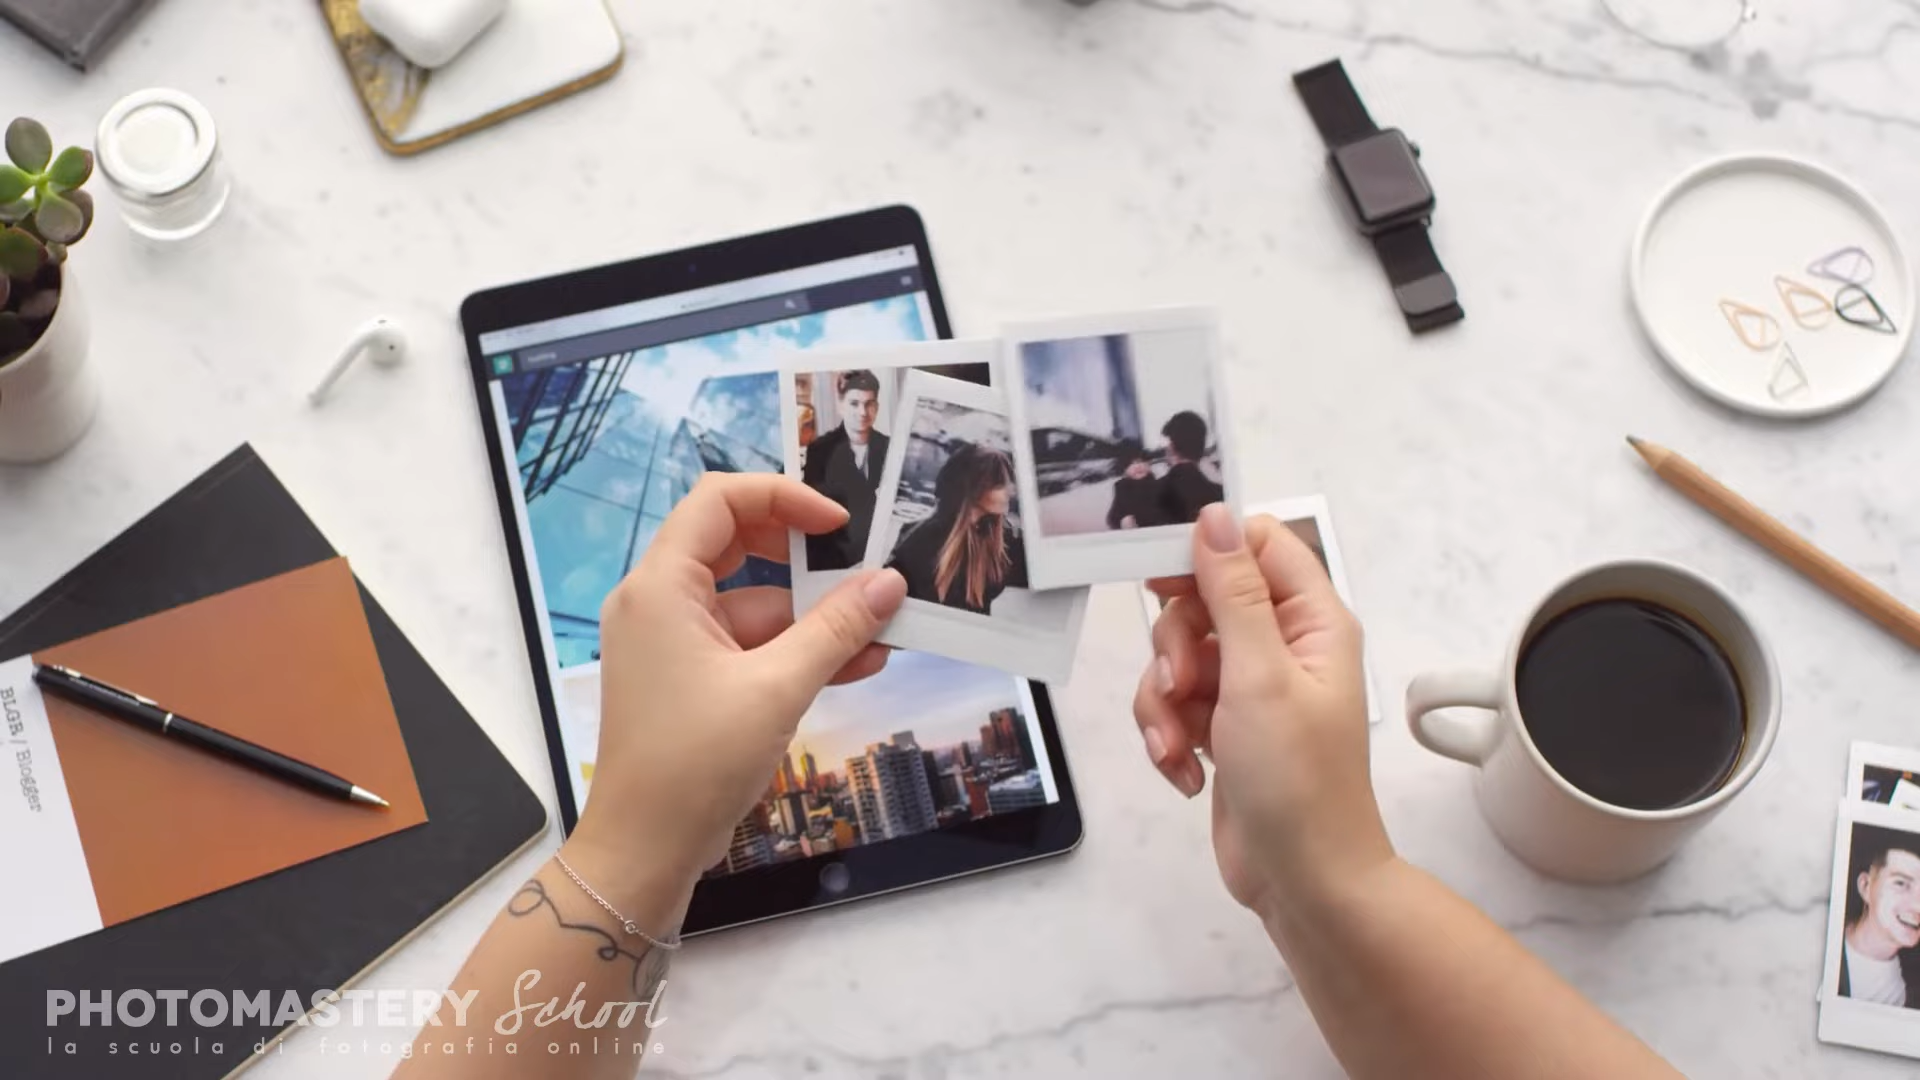 BLGR / Blogger
PHOTOMASTERY School
la scuola di fotografia online